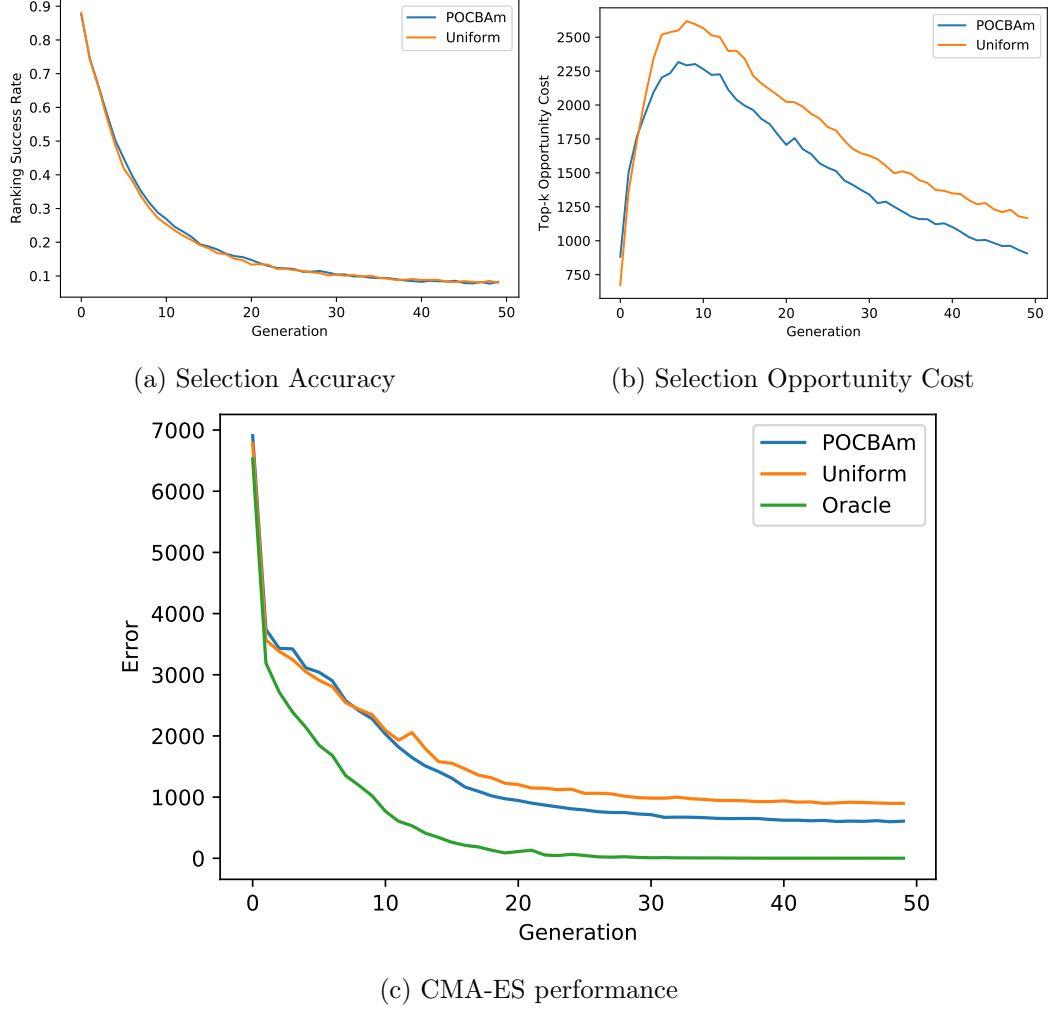 0.9
0.8
0.7
0.6
0.5
0.4
0.3
0.2
0.1
Ranking Success Rate
POCBAm
Uniform
0 10 20 30 40 50
Generation
(a) Selection Accuracy
2500
2250
2000
1750
1500
1250
1000
750
Top-k Opportunity Cost
POCBAm
Uniform
0 10 20 30 40 50
Generation
(b) Selection Opportunity Cost
7000
6000
5000
4000
3000
2000
1000
0
Error
POCBAm
Uniform
Oracle
0 10 20 30 40 50
Generation
(c) CMA-ES performance